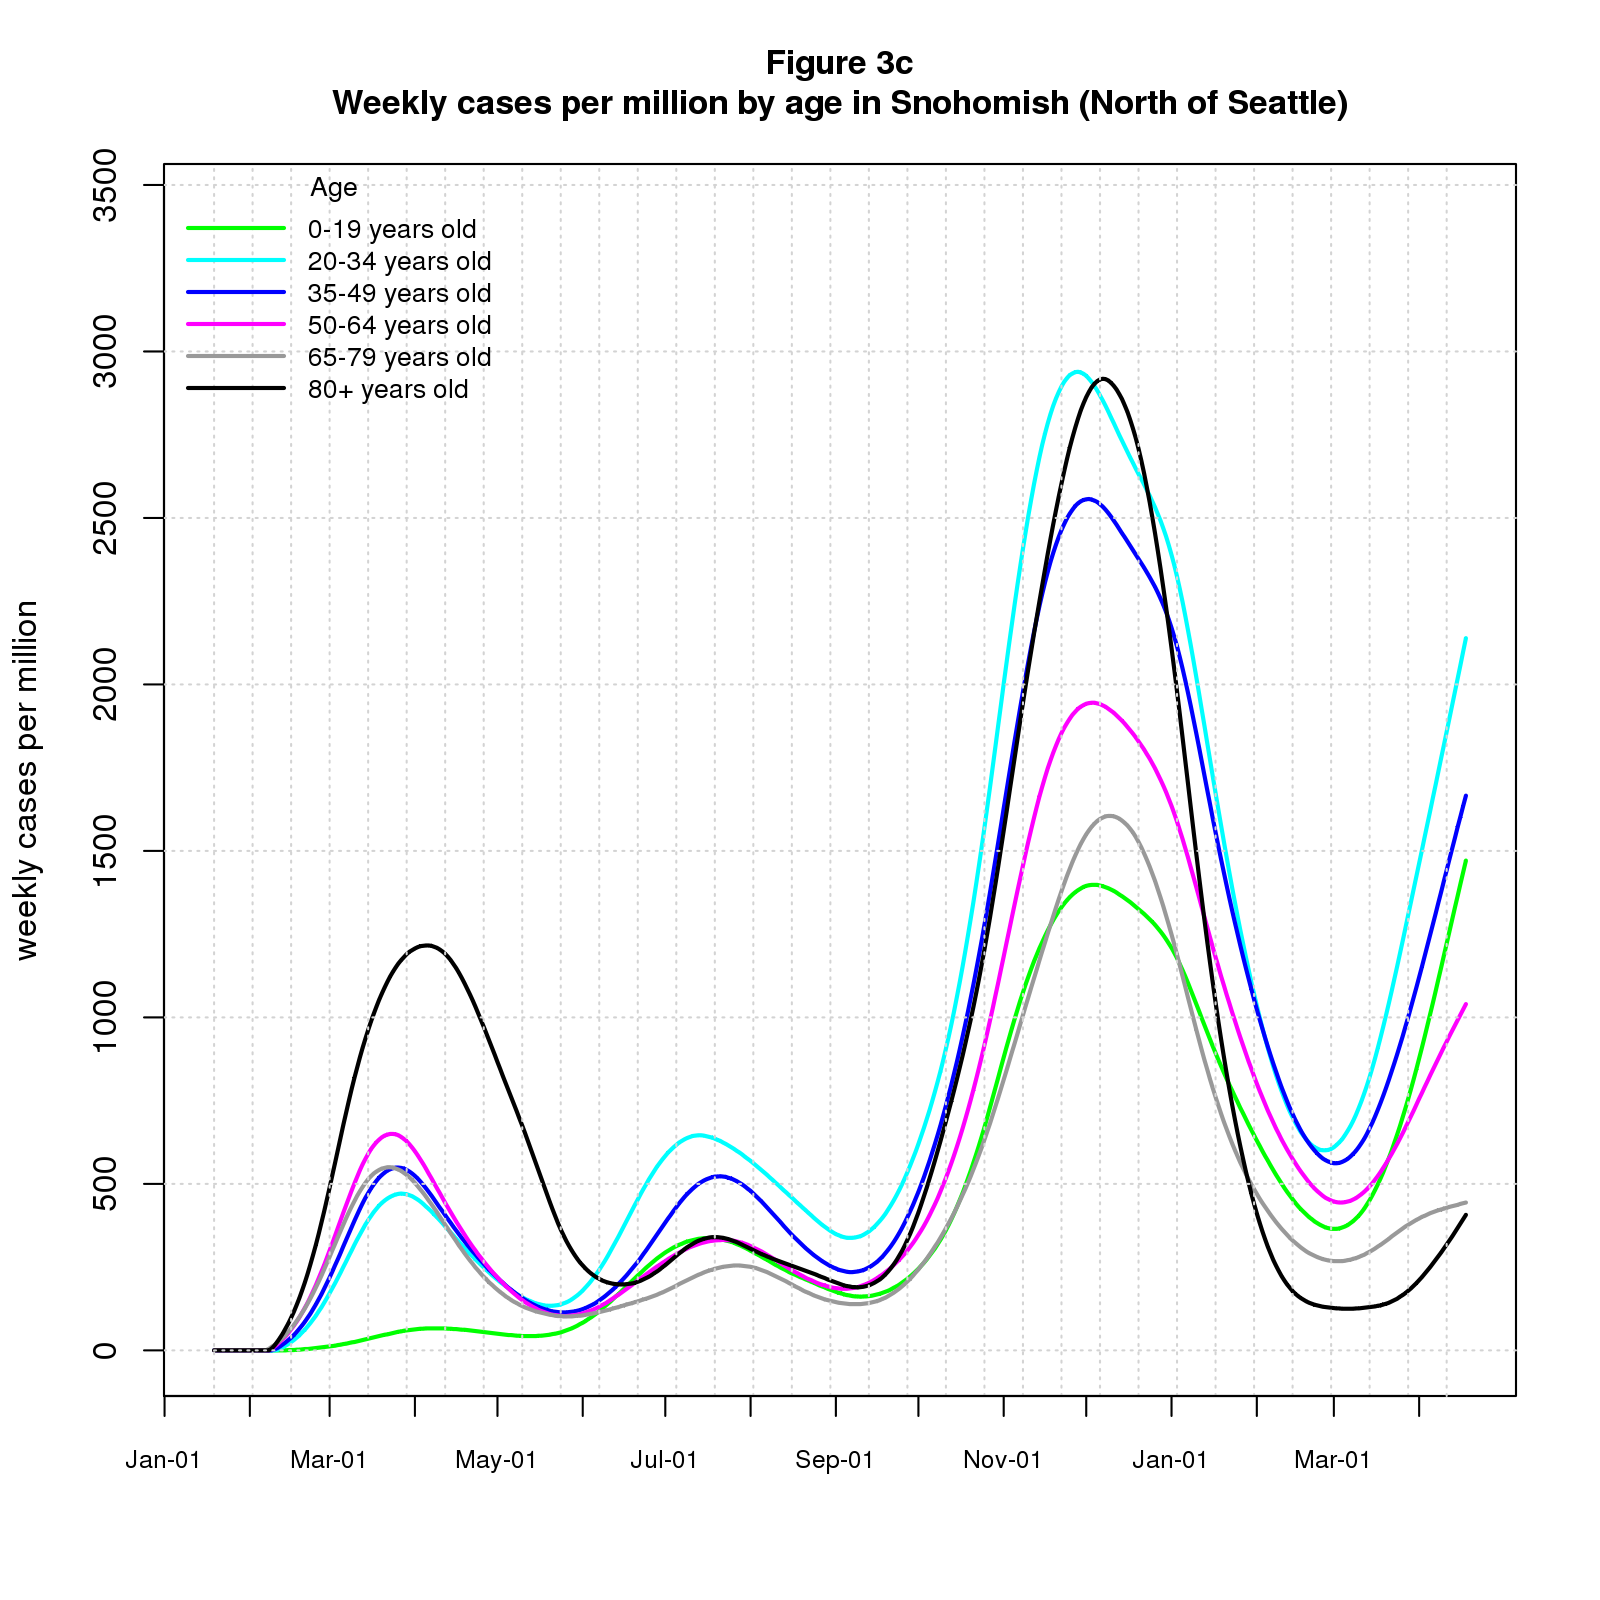 Figure 3c
Weekly cases per million by age in Snohomish (North of Seattle)
3500
3000
2500
2000
1500
1000
500
0
weekly cases per million
Age
0-19 years old
20-34 years old
35-49 years old
50-64 years old
65-79 years old
80+ years old
Jan-01 Mar-01 May-01 Jul-01 Sep-01 Nov-01 Jan-01 Mar-01